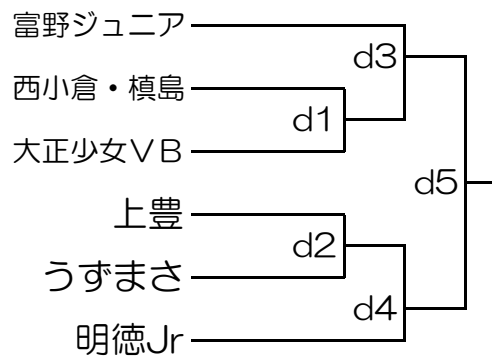 富野ジュニア
d3
西小倉・槙島
d1
大正少女ＶＢ
d5
上豊
d2
うずまさ
d4
明徳Jr